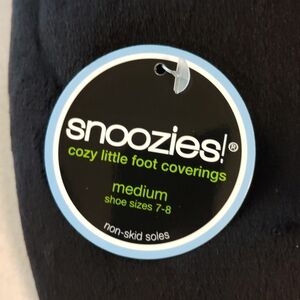 snoozies!®
cozy little foot coverings
medium
shoe sizes 7-8
non-skid soles